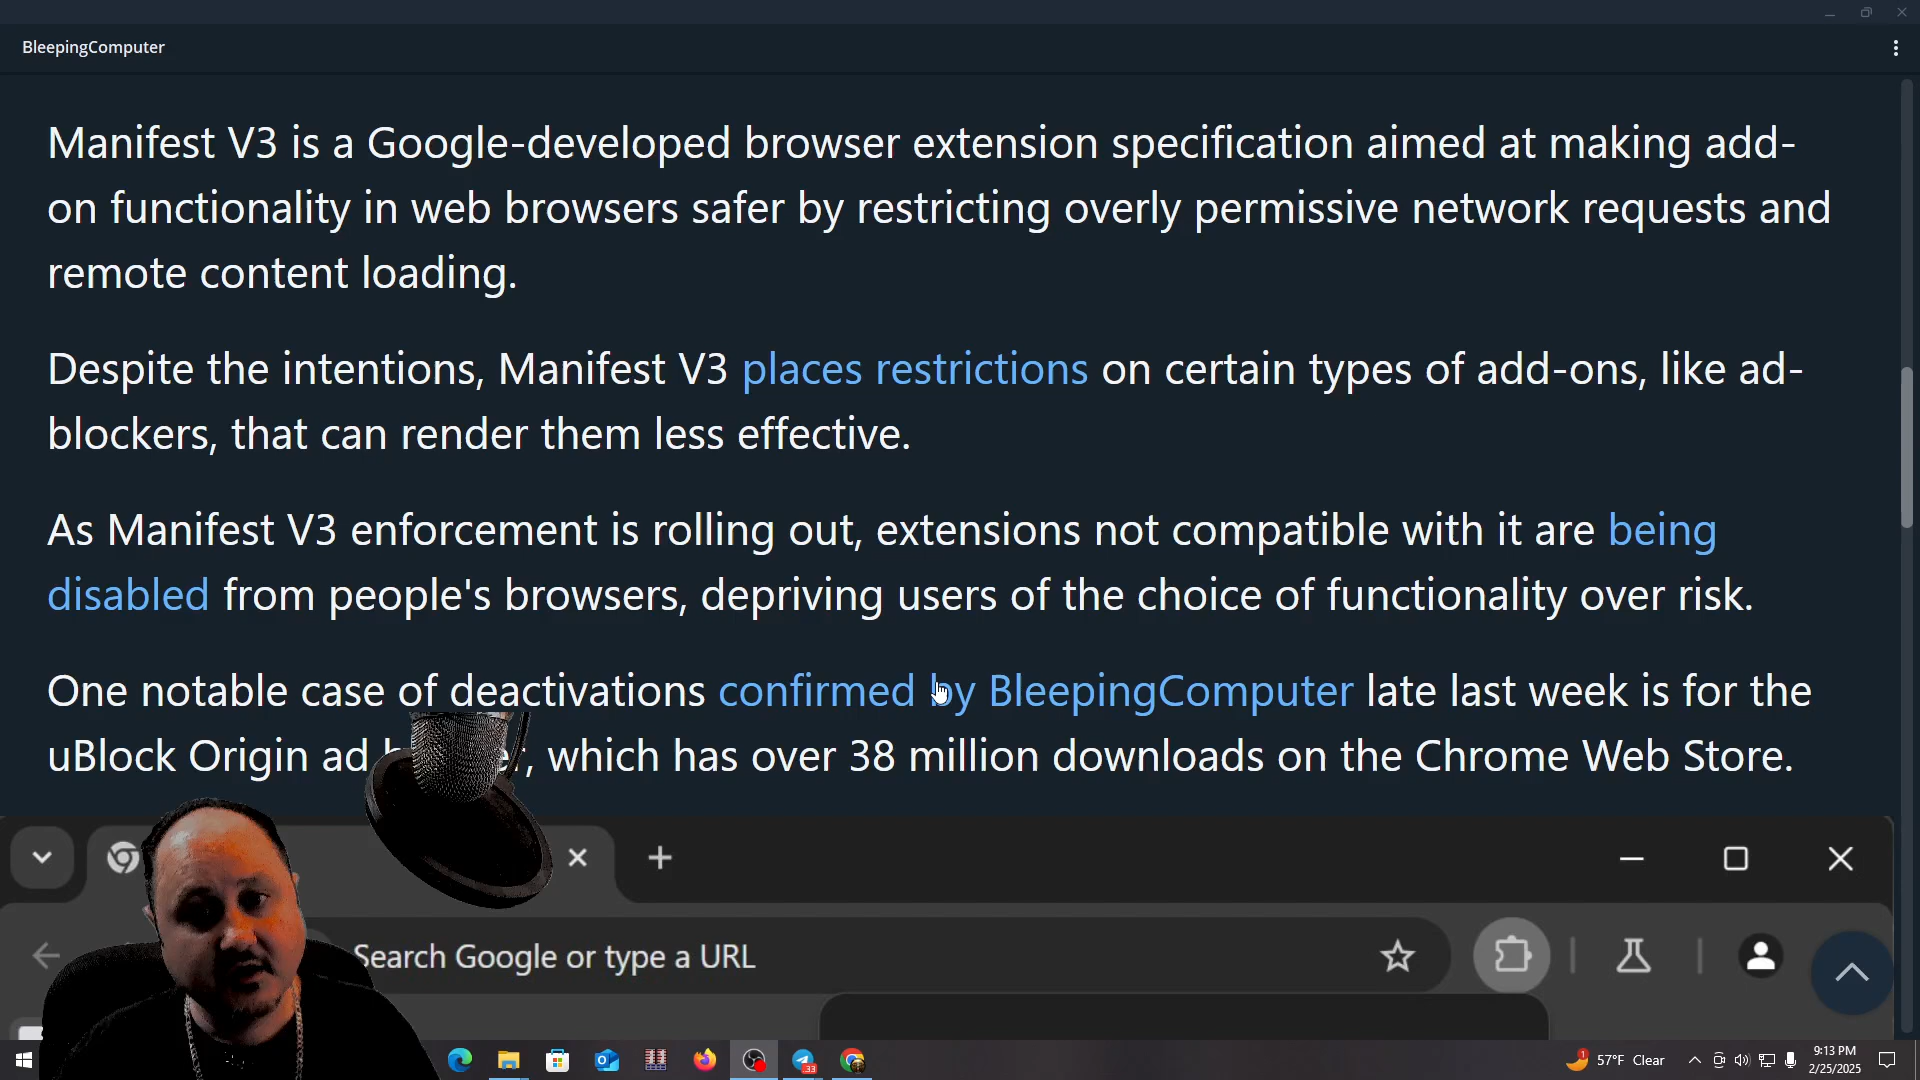 BleepingComputer
Manifest V3 is a Google-developed browser extension specification aimed at making add-
on functionality in web browsers safer by restricting overly permissive network requests and
remote content loading.
Despite the intentions, Manifest V3 places restrictions on certain types of add-ons, like ad-
blockers, that can render them less effective.
As Manifest V3 enforcement is rolling out, extensions not compatible with it are being
disabled from people's browsers, depriving users of the choice of functionality over risk.
One notable case of deactivations confirmed by BleepingComputer late last week is for the
uBlock Origin ad , which has over 38 million downloads on the Chrome Web Store.
Search Google or type a URL
33
1
57°F Clear
9:13 PM
2/25/2025